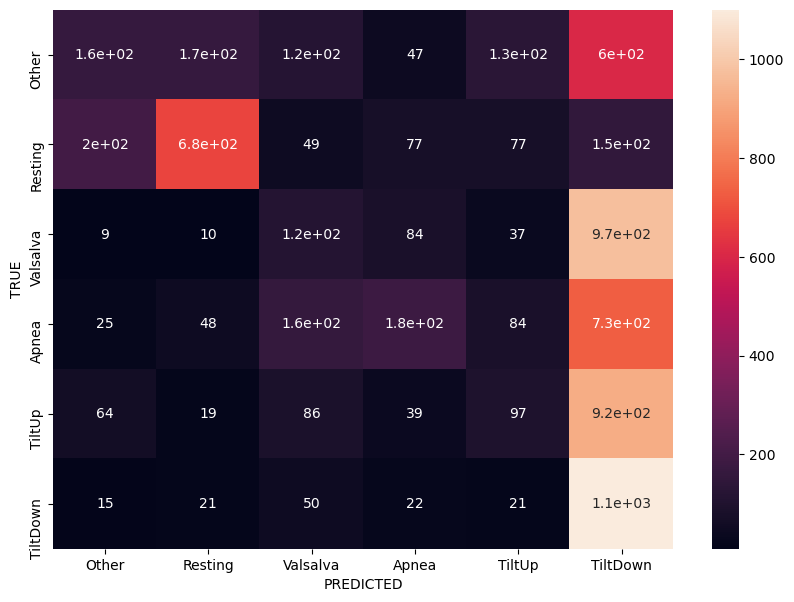 Other 1.6e+02 1.7e+02 1.2e+02 47 1.3e+02 6e+02
Resting 2e+02 6.8e+02 49 77 77 1.5e+02
Valsalva 9 10 1.2e+02 84 37 9.7e+02
Apnea 25 48 1.6e+02 1.8e+02 84 7.3e+02
TiltUp 64 19 86 39 97 9.2e+02
TiltDown 15 21 50 22 21 1.1e+03
Other Resting Valsalva Apnea TiltUp TiltDown
PREDICTED
TRUE
1000
800
600
400
200